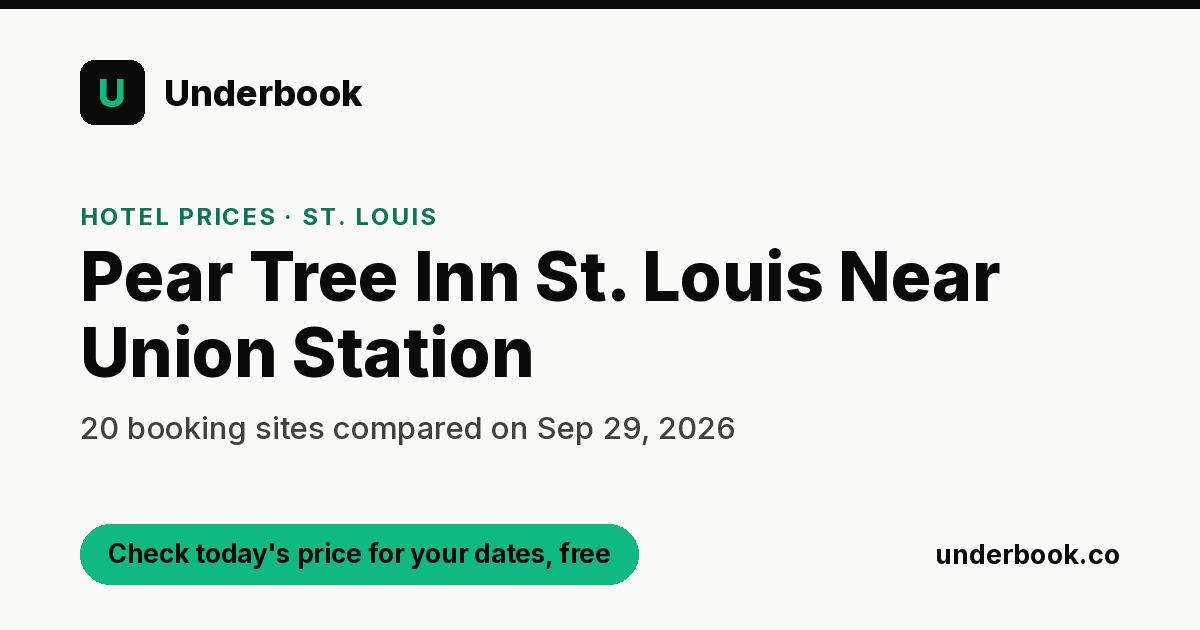 U Underbook
HOTEL PRICES · ST. LOUIS
Pear Tree Inn St. Louis Near
Union Station
20 booking sites compared on Sep 29, 2026
Check today's price for your dates, free
underbook.co